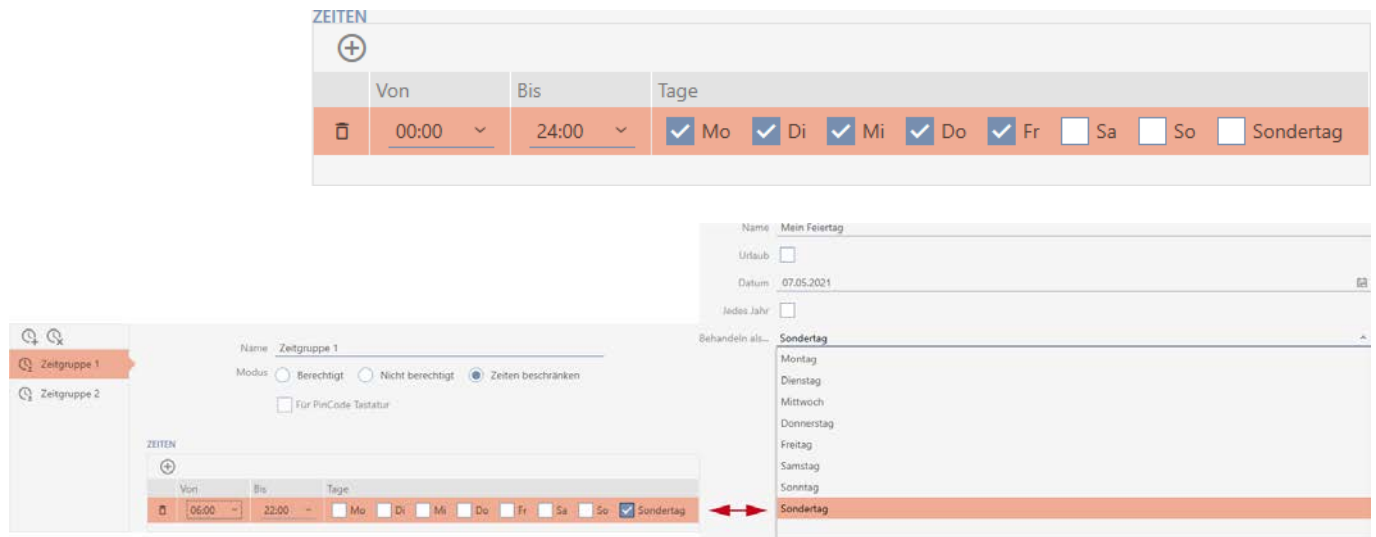 ZEITEN
Von Bis Tage
00:00 24:00 Mo Di Mi Do Fr Sa So Sondertag
Name Mein Feiertag
Urlaub
Datum 07.05.2021
Jedes Jahr
Behandeln als... Sondertag
Montag
Dienstag
Mittwoch
Donnerstag
Freitag
Samstag
Sonntag
Sondertag
Zeitgruppe 1
Zeitgruppe 2
Name Zeitgruppe 1
Modus Berechtigt Nicht berechtigt Zeiten beschränken
Für PinCode Tastatur
ZEITEN
Von Bis Tage
06:00 22:00 Mo Di Mi Do Fr Sa So Sondertag